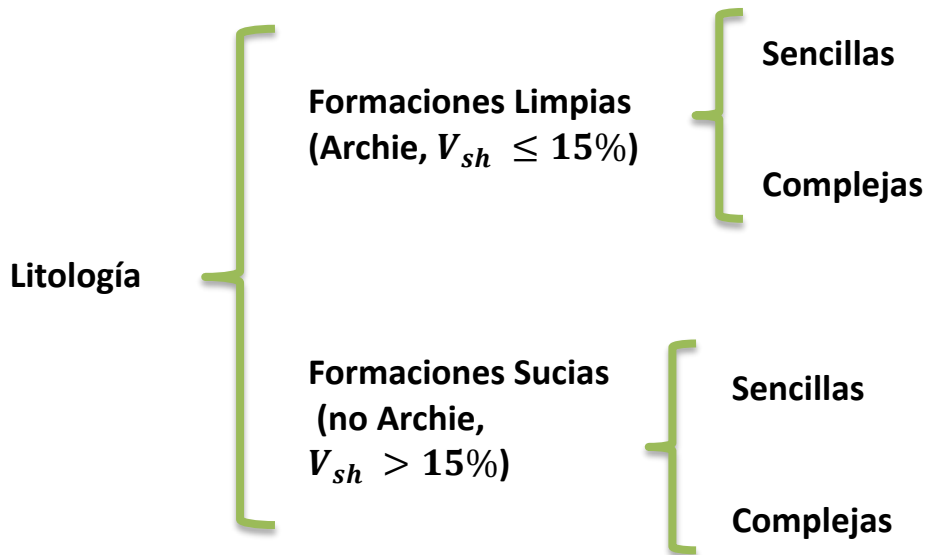 Litología
Formaciones Limpias
(Archie, V_sh ≤ 15%)
Sencillas
Complejas
Formaciones Sucias
(no Archie,
V_sh > 15%)
Sencillas
Complejas